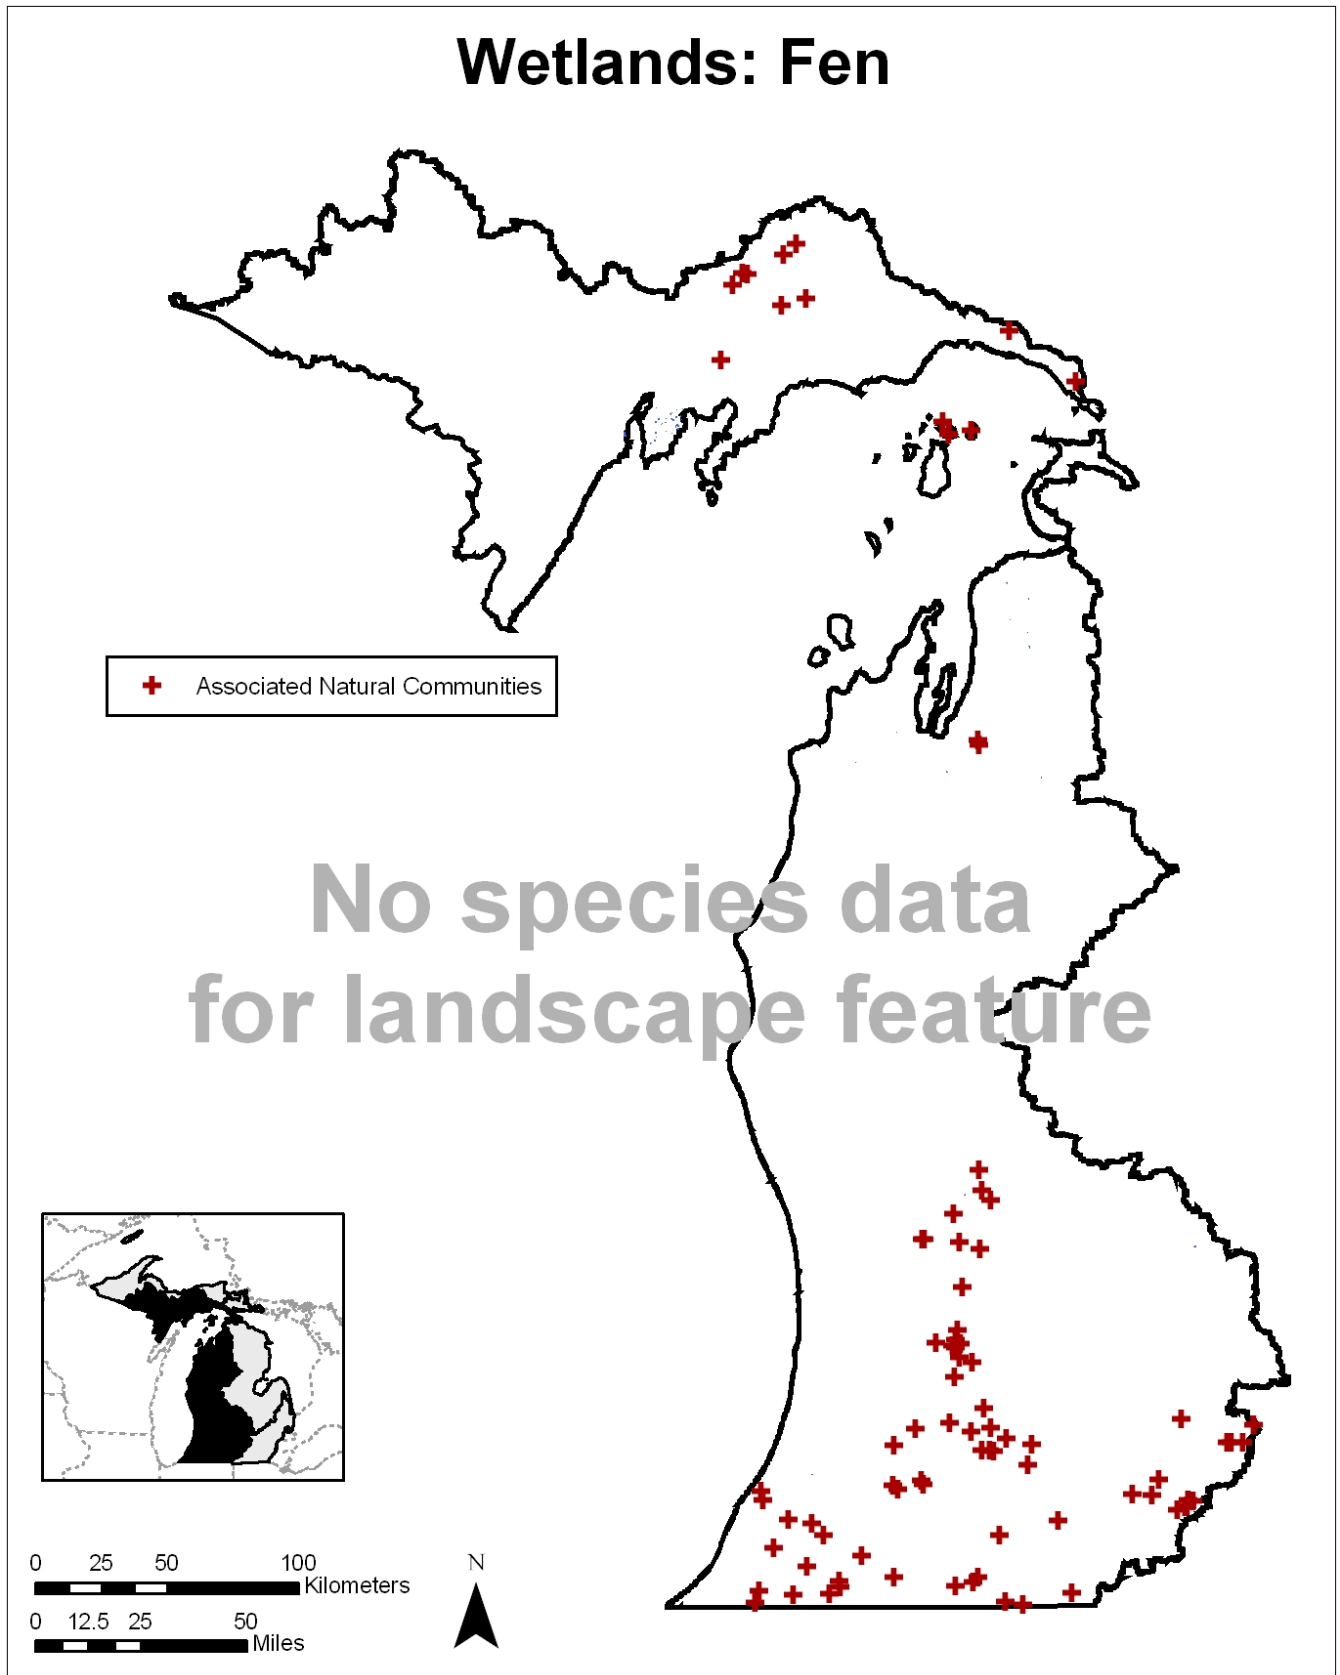 Wetlands: Fen
Associated Natural Communities
No species data
for landscape feature
0 25 50 100
Kilometers
0 12.5 25 50
Miles
N